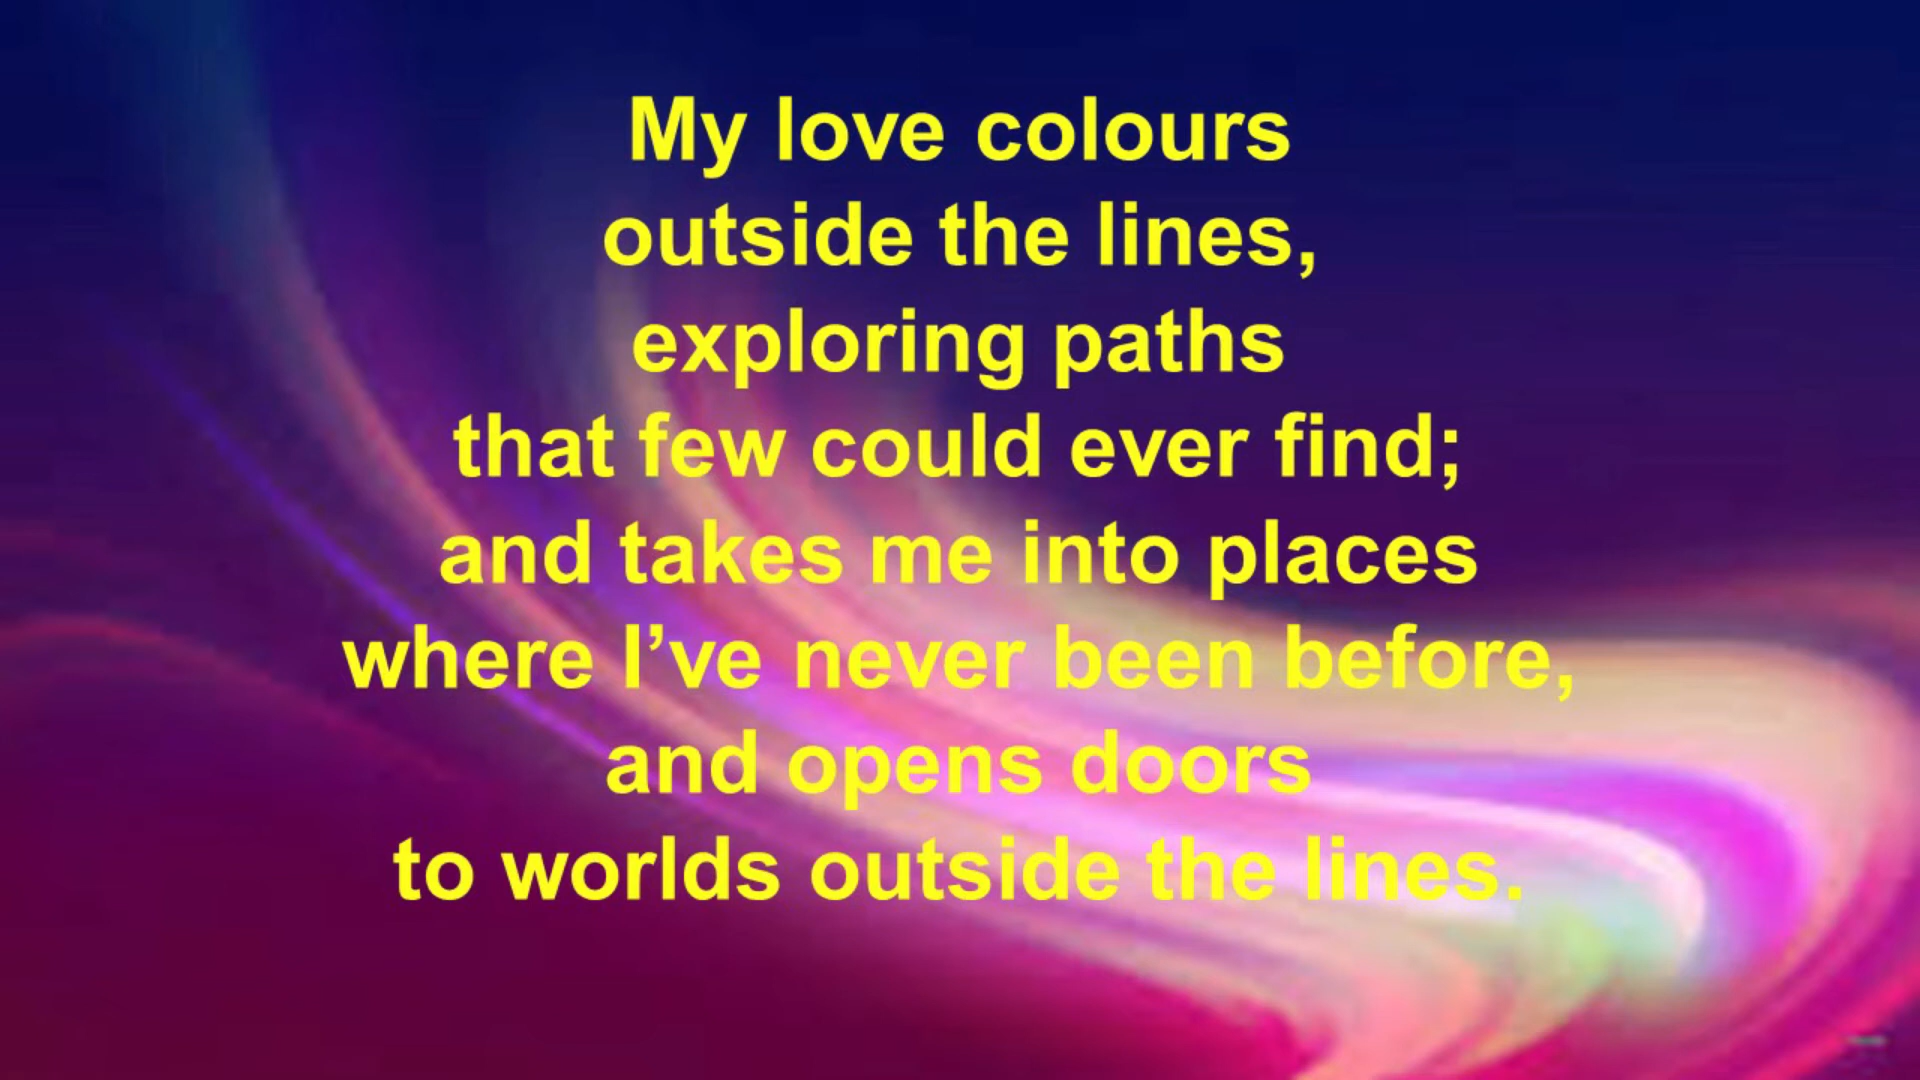 My love colours
outside the lines,
exploring paths
that few could ever find;
and takes me into places
where I’ve never been before,
and opens doors
to worlds outside the lines.